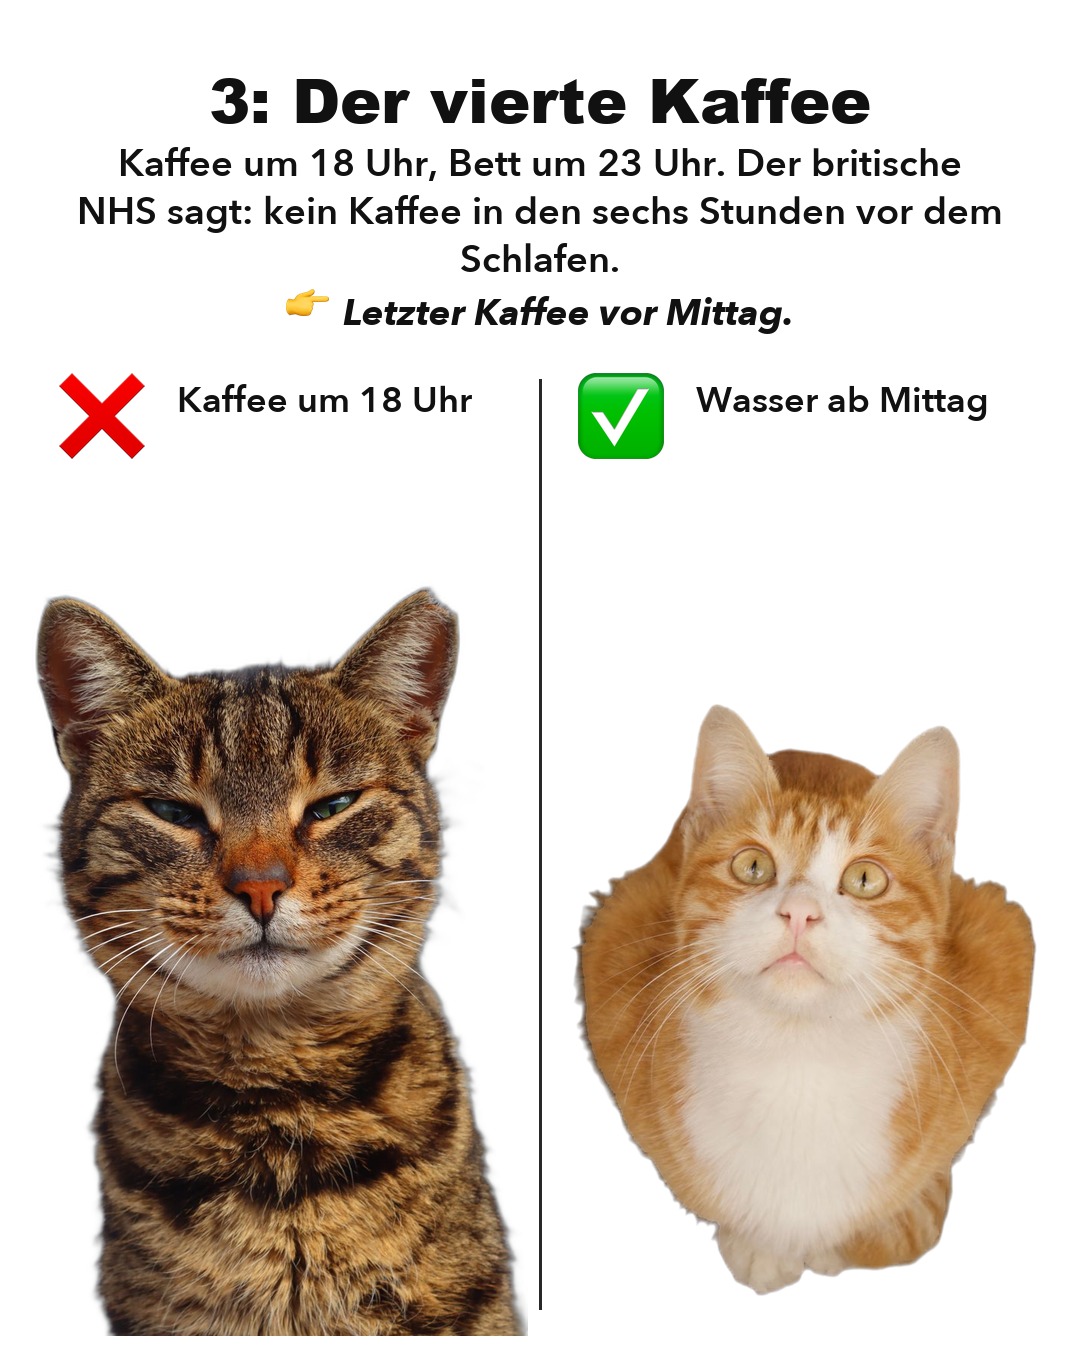 3: Der vierte Kaffee
Kaffee um 18 Uhr, Bett um 23 Uhr. Der britische
NHS sagt: kein Kaffee in den sechs Stunden vor dem
Schlafen.
👉 Letzter Kaffee vor Mittag.
❌ Kaffee um 18 Uhr
✅ Wasser ab Mittag